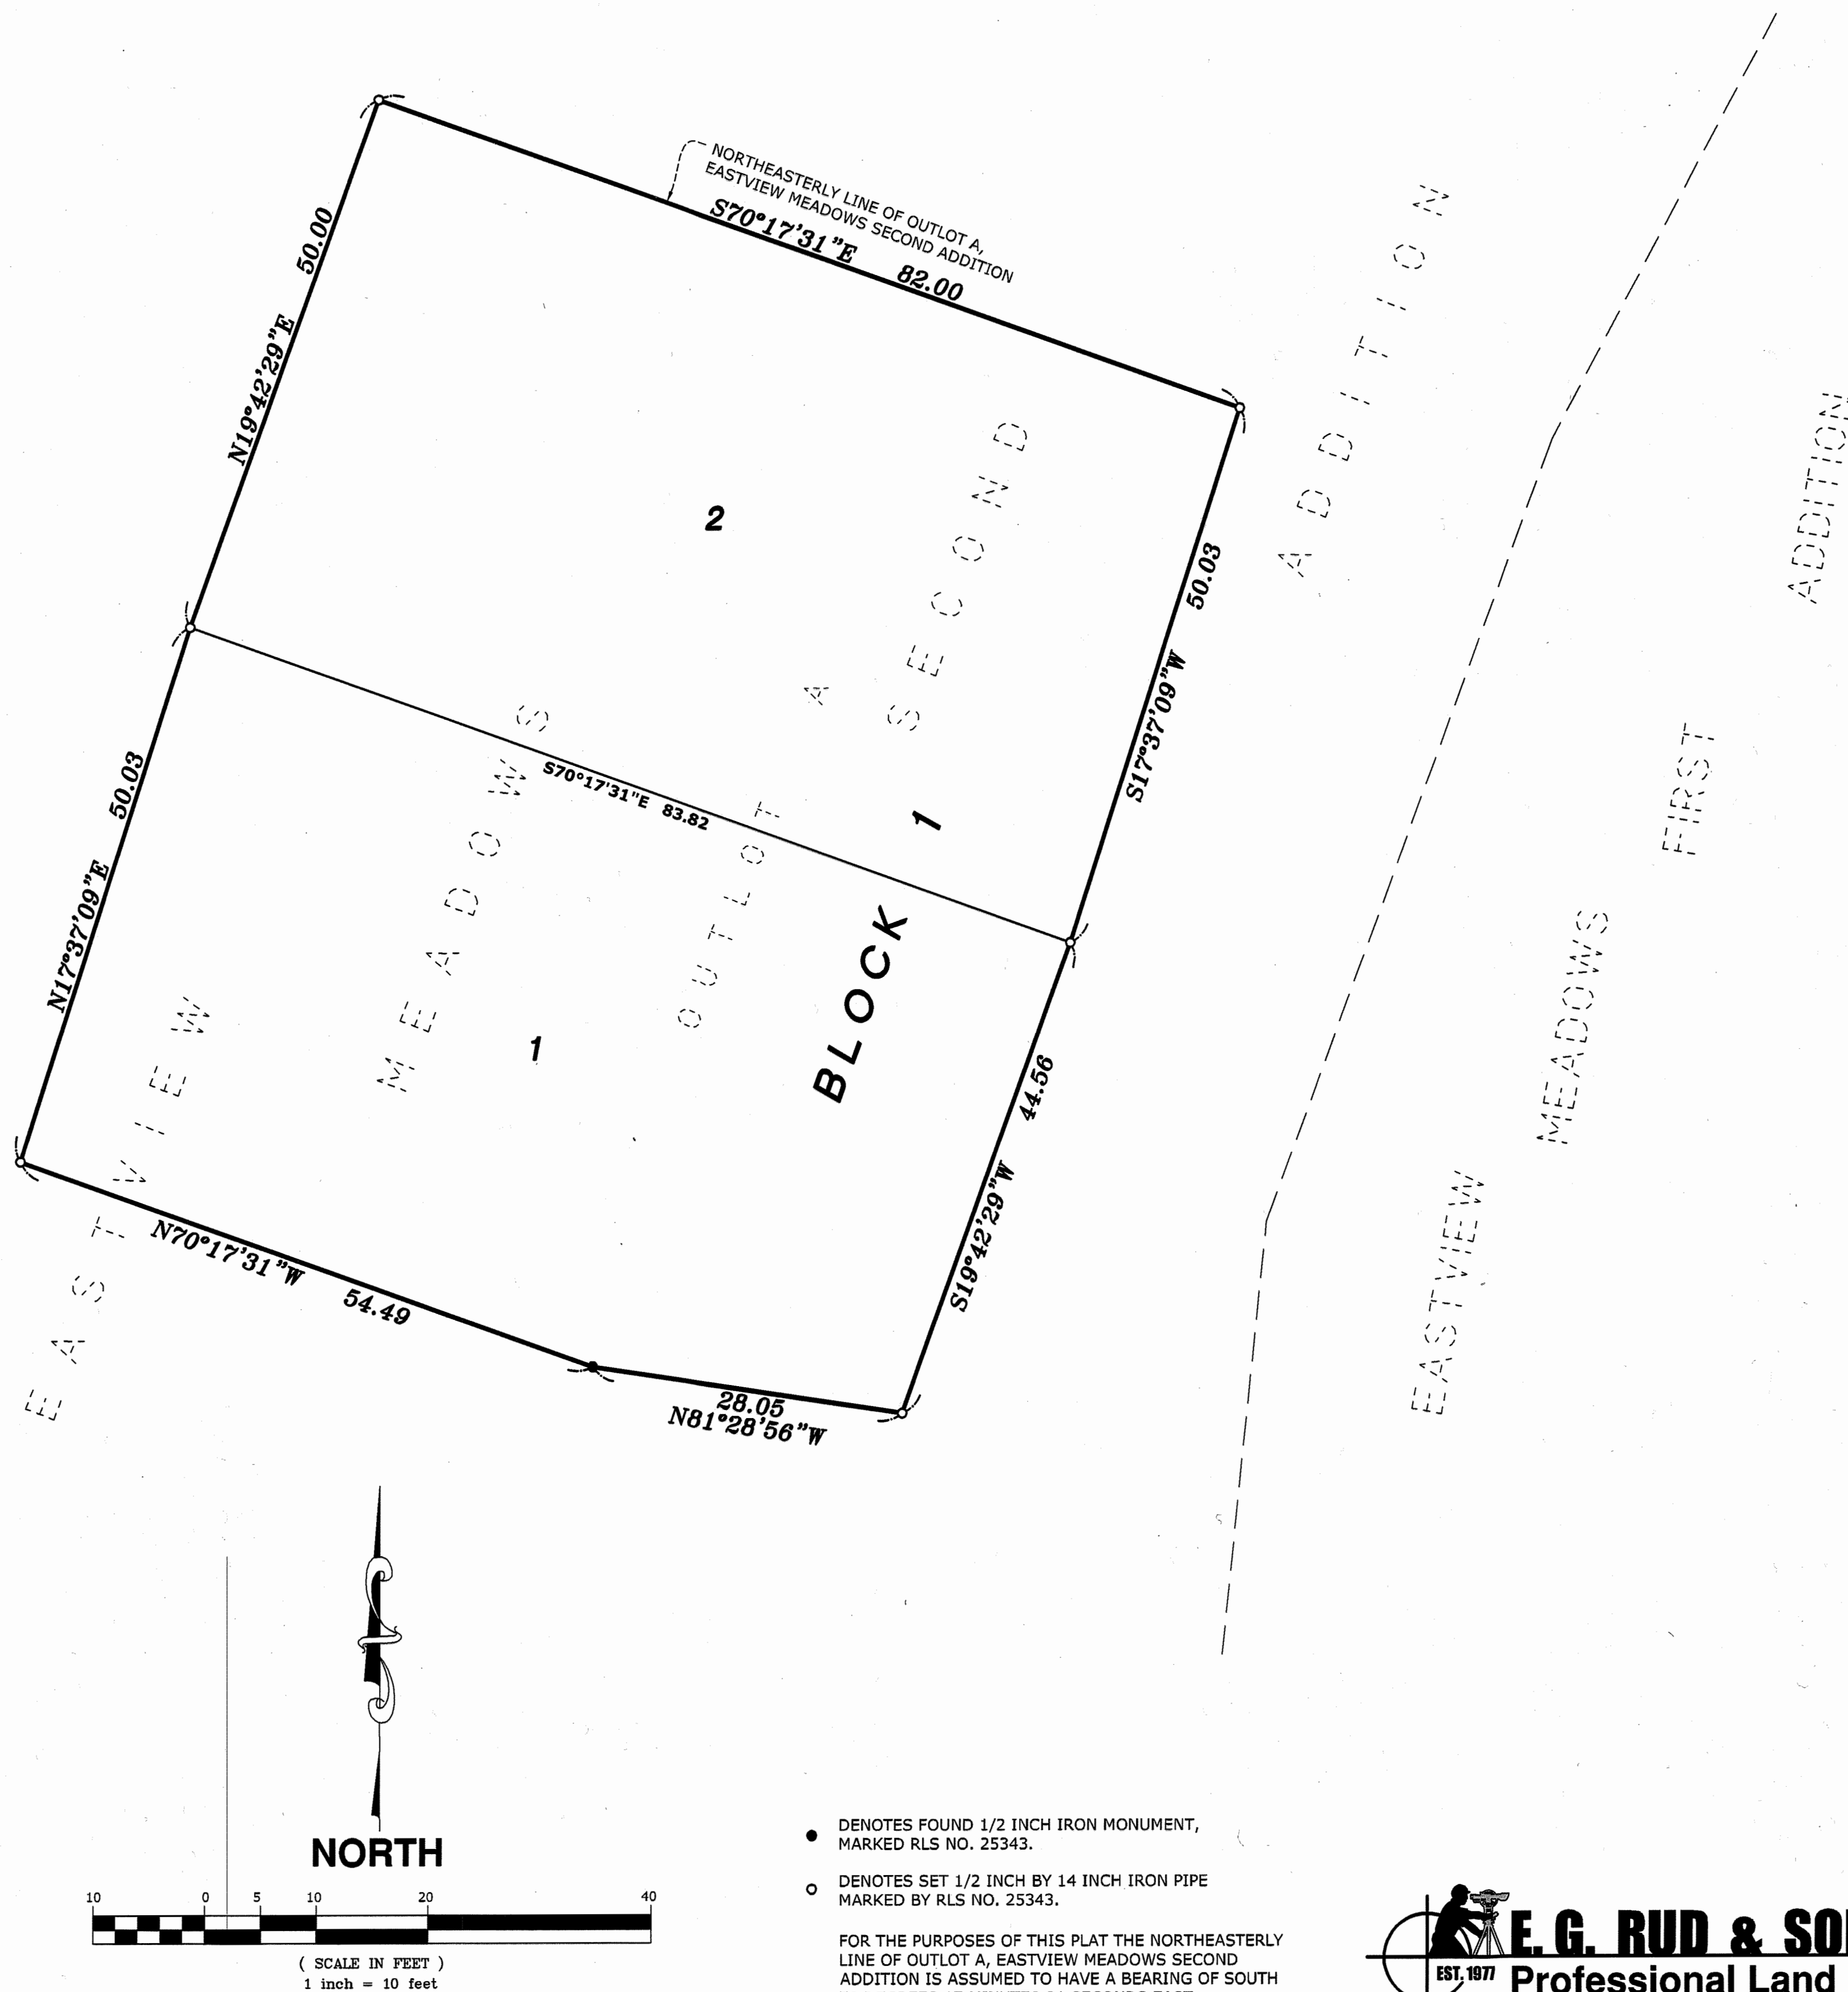 NORTHEASTERLY LINE OF OUTLOT A,
EASTVIEW MEADOWS SECOND ADDITION
S70°17'31"E 82.00
N19°42'29"E 50.00
S17°37'09"W 50.03
2
S70°17'31"E 83.82
N17°37'09"E 50.03
1
BLOCK 1
S19°42'29"W 44.56
N70°17'31"W 54.49
28.05
N81°28'56"W
EASTVIEW
MEADOWS
OUTLOT A
SECOND
ADDITION
EASTVIEW MEADOWS FIRST ADDITION
NORTH
10 0 5 10 20 40
( SCALE IN FEET )
1 inch = 10 feet
DENOTES FOUND 1/2 INCH IRON MONUMENT,
MARKED RLS NO. 25343.
DENOTES SET 1/2 INCH BY 14 INCH IRON PIPE
MARKED BY RLS NO. 25343.
FOR THE PURPOSES OF THIS PLAT THE NORTHEASTERLY
LINE OF OUTLOT A, EASTVIEW MEADOWS SECOND
ADDITION IS ASSUMED TO HAVE A BEARING OF SOUTH
E. G. RUD & SO
EST. 1977 Professional Land